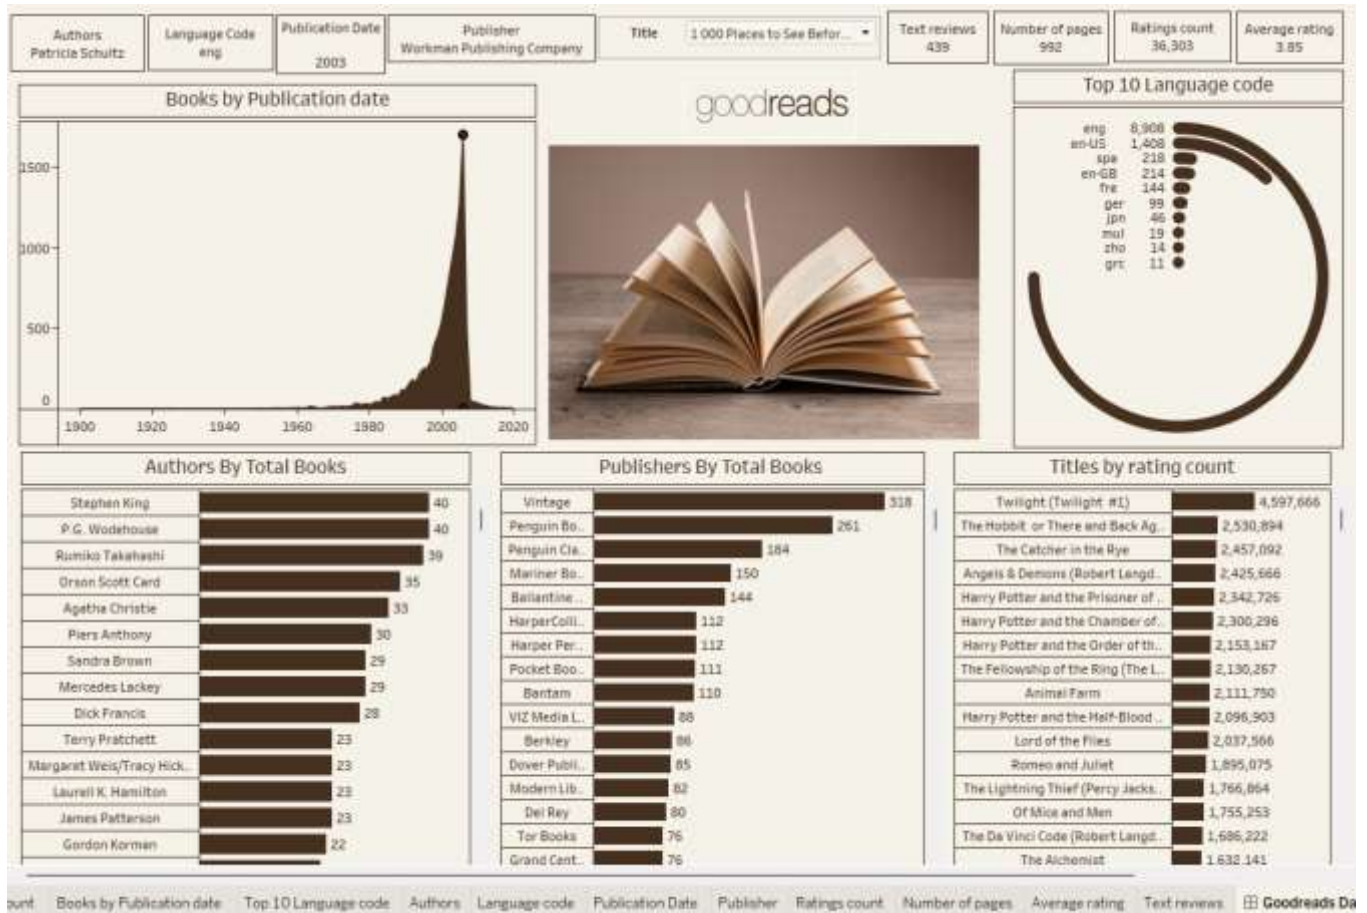 Authors
Patricia Schultz
Language Code
eng
Publication Date
2003
Publisher
Workman Publishing Company
Title
1 000 Places to See Befor...
Text reviews
439
Number of pages
992
Ratings count
36,303
Average rating
3.85
Books by Publication date
1500
1000
500
0
1900 1920 1940 1960 1980 2000 2020
goodreads
Top 10 Language code
eng 8,908
en-US 1,408
spa 218
en-GB 214
fre 144
ger 99
jpn 46
mul 19
zho 14
grc 11
Authors By Total Books
Stephen King 40
P.G. Wodehouse 40
Rumiko Takahashi 39
Orson Scott Card 35
Agatha Christie 33
Piers Anthony 30
Sandra Brown 29
Mercedes Lackey 29
Dick Francis 28
Terry Pratchett 23
Margaret Weis/Tracy Hick..
Laurell K. Hamilton 23
James Patterson 23
Gordon Korman 22
Publishers By Total Books
Vintage 318
Penguin Bo.. 261
Penguin Cla.. 184
Mariner Bo.. 150
Ballantine .. 144
HarperColli.. 112
Harper Per.. 112
Pocket Boo.. 111
Bantam 110
VIZ Media L.. 88
Berkley 86
Dover Publi.. 85
Modern Lib.. 82
Del Rey 80
Tor Books 76
Grand Cent.. 76
Titles by rating count
Twilight (Twilight #1) 4,597,666
The Hobbit or There and Back Ag.. 2,530,894
The Catcher in the Rye 2,457,092
Angels & Demons (Robert Langd.. 2,425,666
Harry Potter and the Prisoner of .. 2,342,726
Harry Potter and the Chamber of.. 2,300,296
Harry Potter and the Order of th.. 2,153,167
The Fellowship of the Ring (The L.. 2,130,267
Animal Farm 2,111,750
Harry Potter and the Half-Blood .. 2,096,903
Lord of the Flies 2,037,566
Romeo and Juliet 1,895,075
The Lightning Thief (Percy Jacks.. 1,766,864
Of Mice and Men 1,755,253
The Da Vinci Code (Robert Langd.. 1,686,222
The Alchemist 1,632,141
ount Books by Publication date Top 10 Language code Authors Language code Publication Date Publisher Ratings count Number of pages Average rating Text reviews Goodreads Da